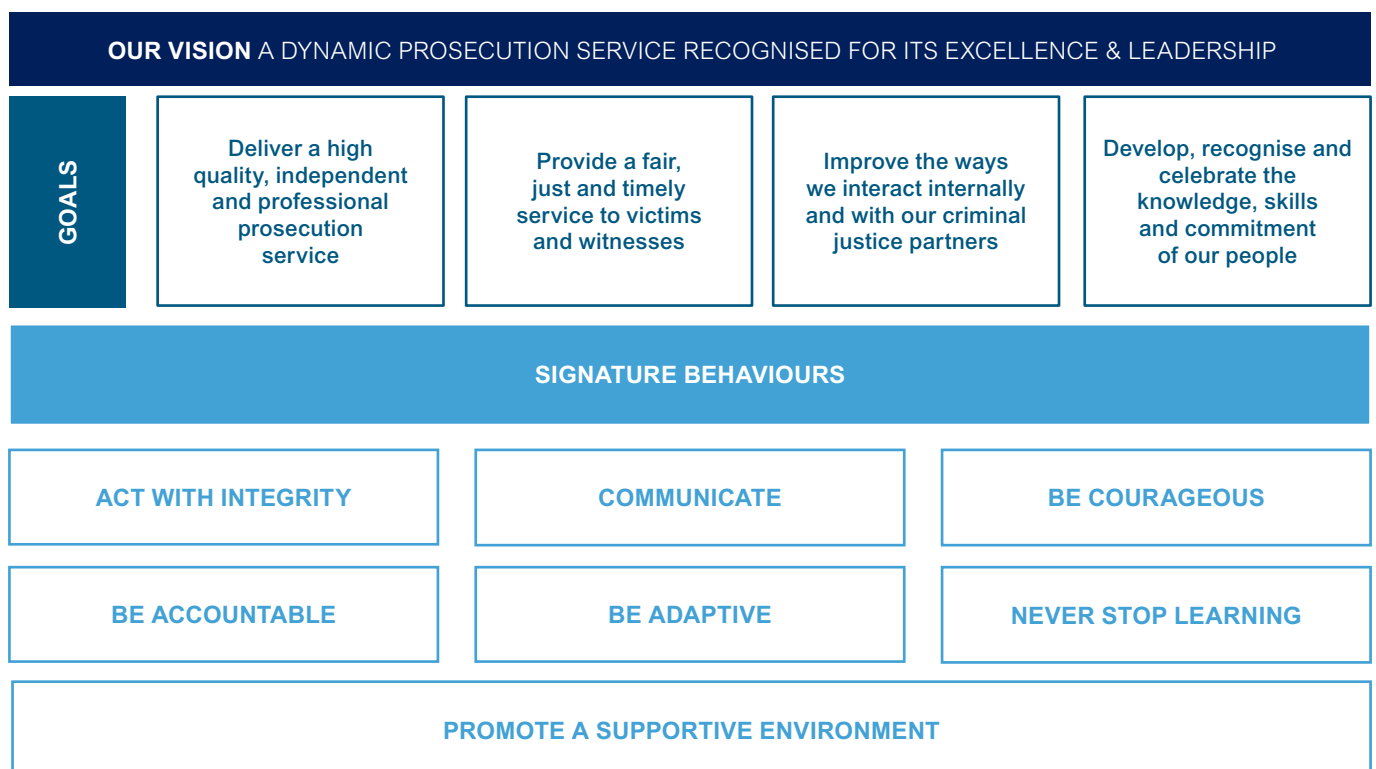 OUR VISION A DYNAMIC PROSECUTION SERVICE RECOGNISED FOR ITS EXCELLENCE & LEADERSHIP
GOALS
Deliver a high
quality, independent
and professional
prosecution
service
Provide a fair,
just and timely
service to victims
and witnesses
Improve the ways
we interact internally
and with our criminal
justice partners
Develop, recognise and
celebrate the
knowledge, skills
and commitment
of our people
SIGNATURE BEHAVIOURS
ACT WITH INTEGRITY
COMMUNICATE
BE COURAGEOUS
BE ACCOUNTABLE
BE ADAPTIVE
NEVER STOP LEARNING
PROMOTE A SUPPORTIVE ENVIRONMENT